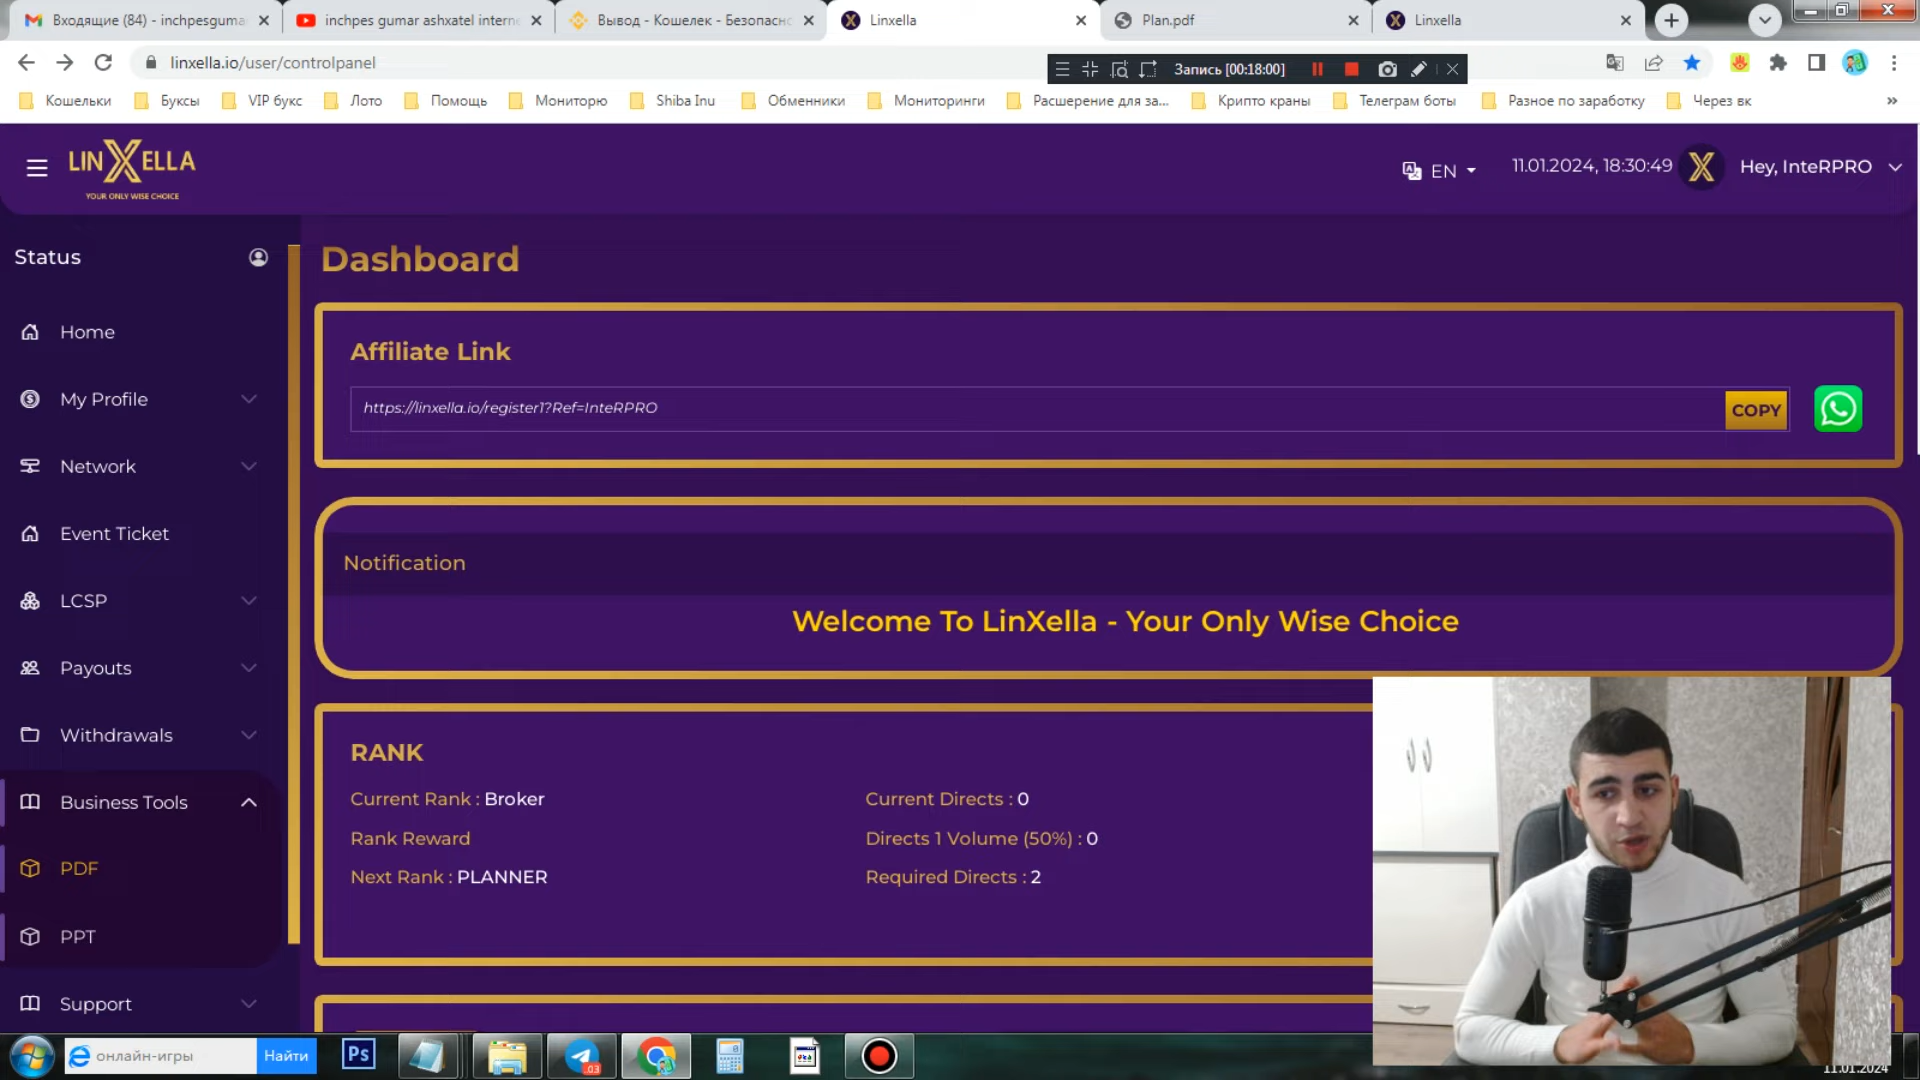 Входящие (84) - inchpesguma
inchpes gumar ashxatel interne
Вывод - Кошелек - Безопасно
Linxella
Plan.pdf
Linxella
linxella.io/user/controlpanel
Запись [00:18:00]
Кошельки
Буксы
VIP букс
Лото
Помощь
Мониторю
Shiba Inu
Обменники
Мониторинги
Расшерение для за...
Крипто краны
Телеграм боты
Разное по заработку
Через вк
LINXELLA
YOUR ONLY WISE CHOICE
EN
11.01.2024, 18:30:49
Hey, InteRPRO
Status
Home
My Profile
Network
Event Ticket
LCSP
Payouts
Withdrawals
Business Tools
PDF
PPT
Support
Dashboard
Affiliate Link
https://linxella.io/register1?Ref=InteRPRO
COPY
Notification
Welcome To LinXella - Your Only Wise Choice
RANK
Current Rank : Broker
Current Directs : 0
Rank Reward
Directs 1 Volume (50%) : 0
Next Rank : PLANNER
Required Directs : 2
онлайн-игры
Найти
Ps
03
11.01.2024